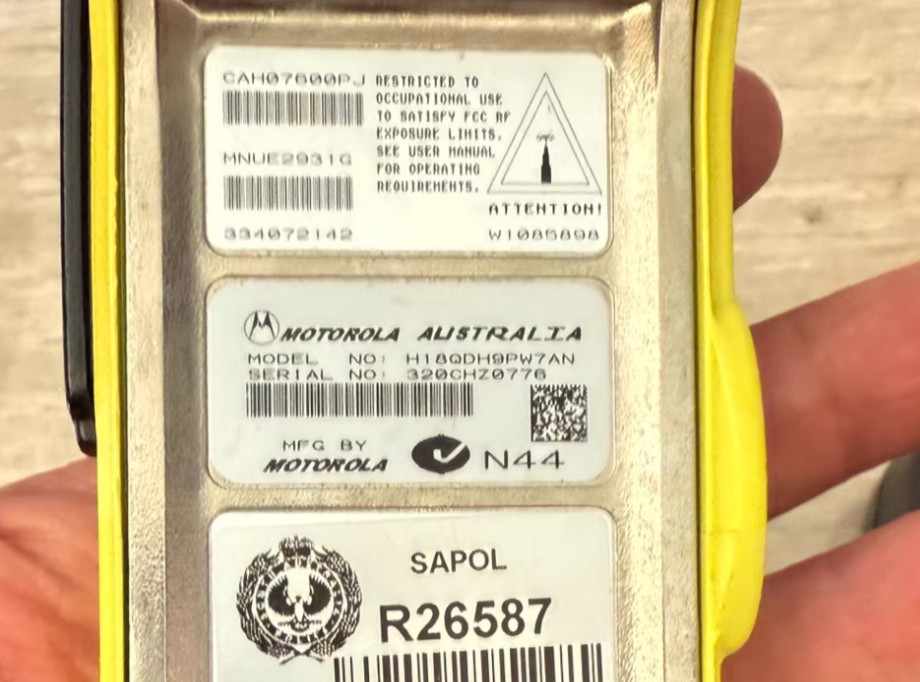 CAH07600PJ
RESTRICTED TO
OCCUPATIONAL USE
TO SATISFY FCC RF
EXPOSURE LIMITS.
SEE USER MANUAL
FOR OPERATING
REQUIREMENTS.
MNUE2931G
334072142
ATTENTION!
W1085898
MOTOROLA AUSTRALIA
MODEL NO: H18QDH9PW7AN
SERIAL NO: 320CHZ0776
MFG BY
MOTOROLA
N44
SAPOL
R26587